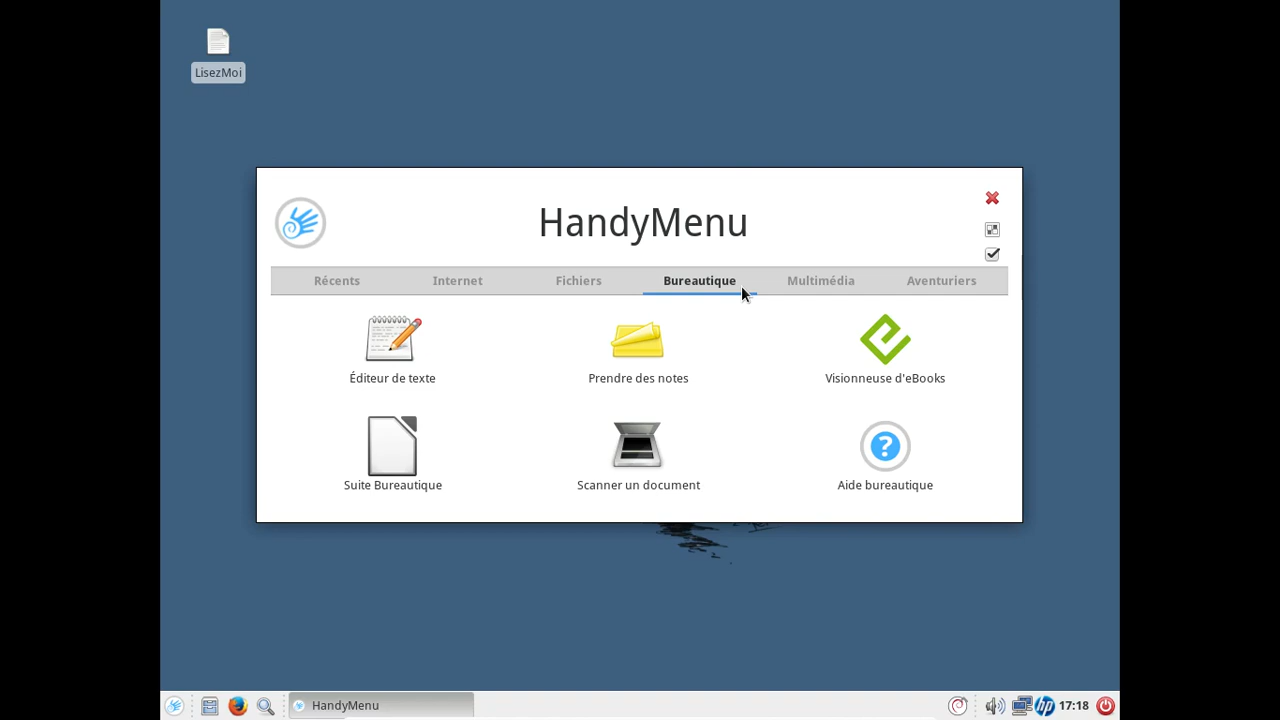 LisezMoi
HandyMenu
Récents Internet Fichiers Bureautique Multimédia Aventuriers
Éditeur de texte Prendre des notes Visionneuse d'eBooks
Suite Bureautique Scanner un document Aide bureautique
HandyMenu hp 17:18